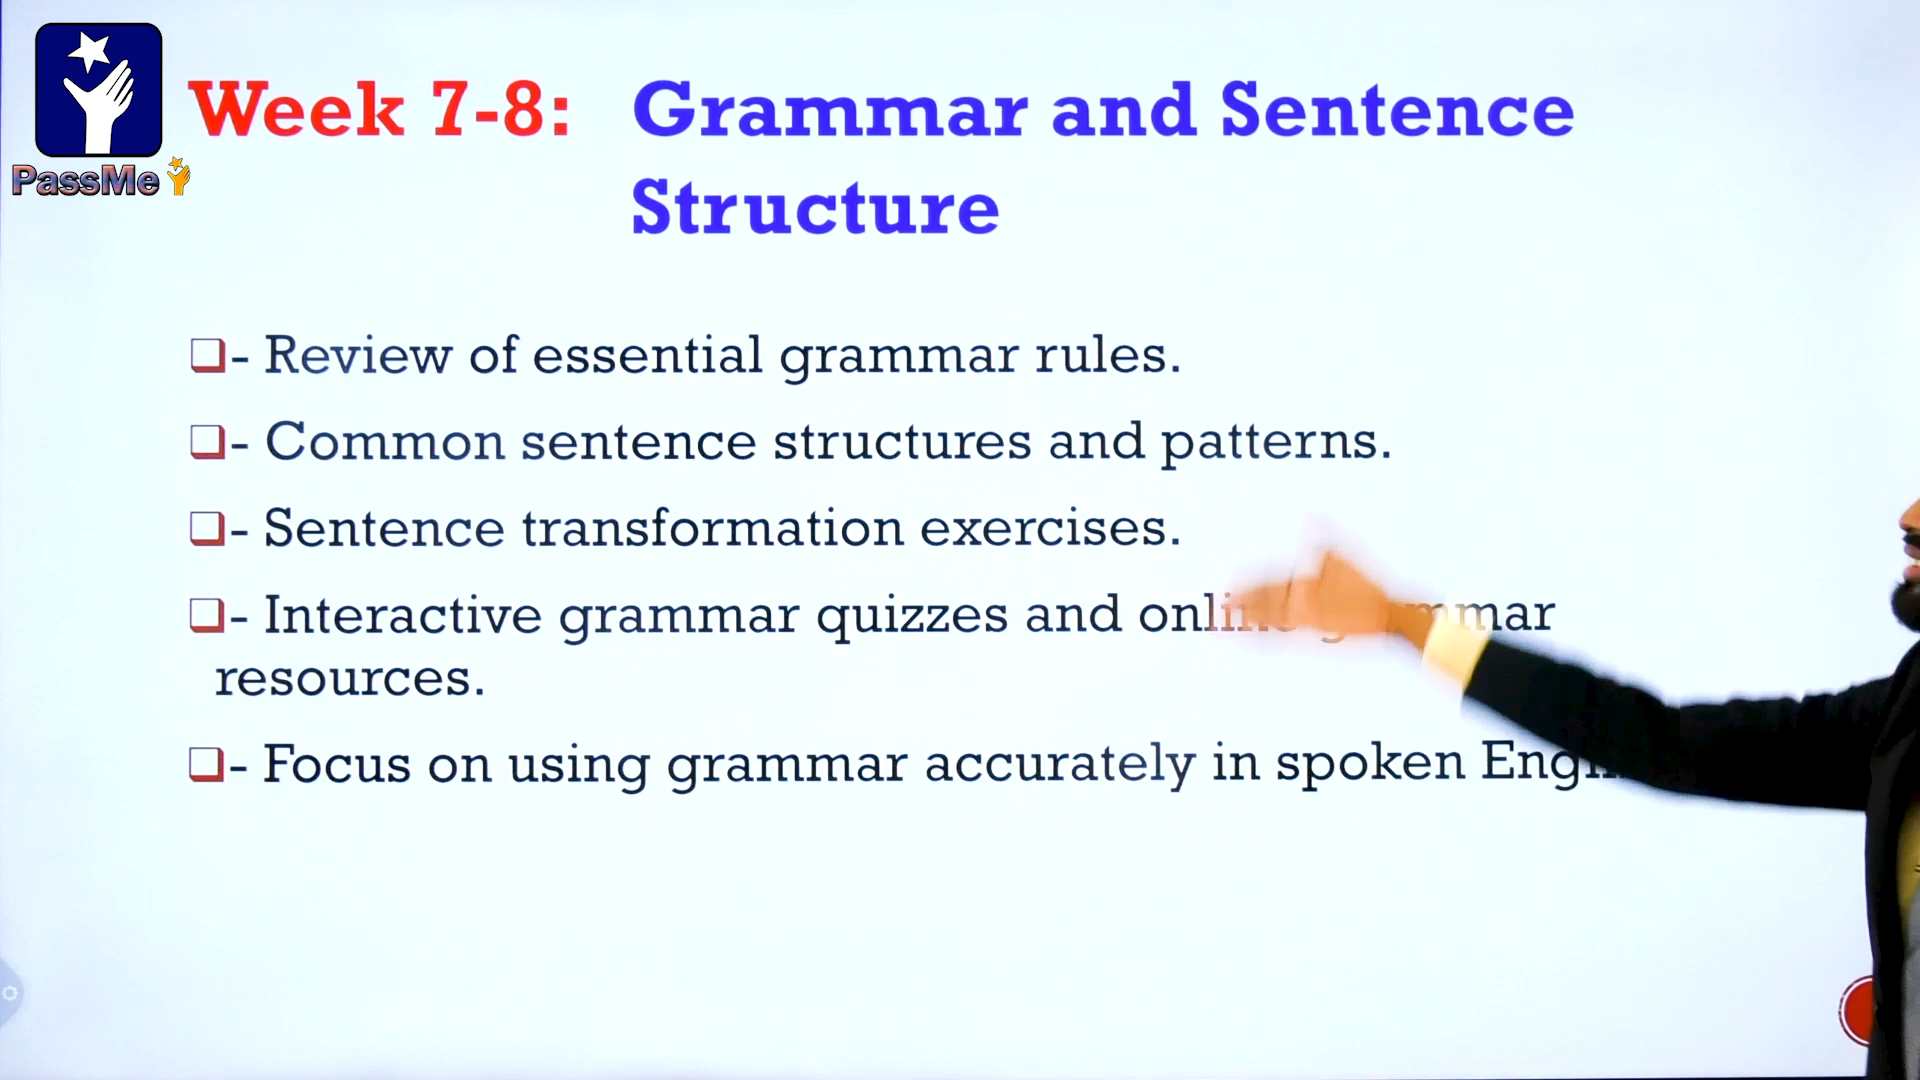 PassMe
Week 7-8: Grammar and Sentence
Structure
- Review of essential grammar rules.
- Common sentence structures and patterns.
- Sentence transformation exercises.
- Interactive grammar quizzes and online grammar
resources.
- Focus on using grammar accurately in spoken